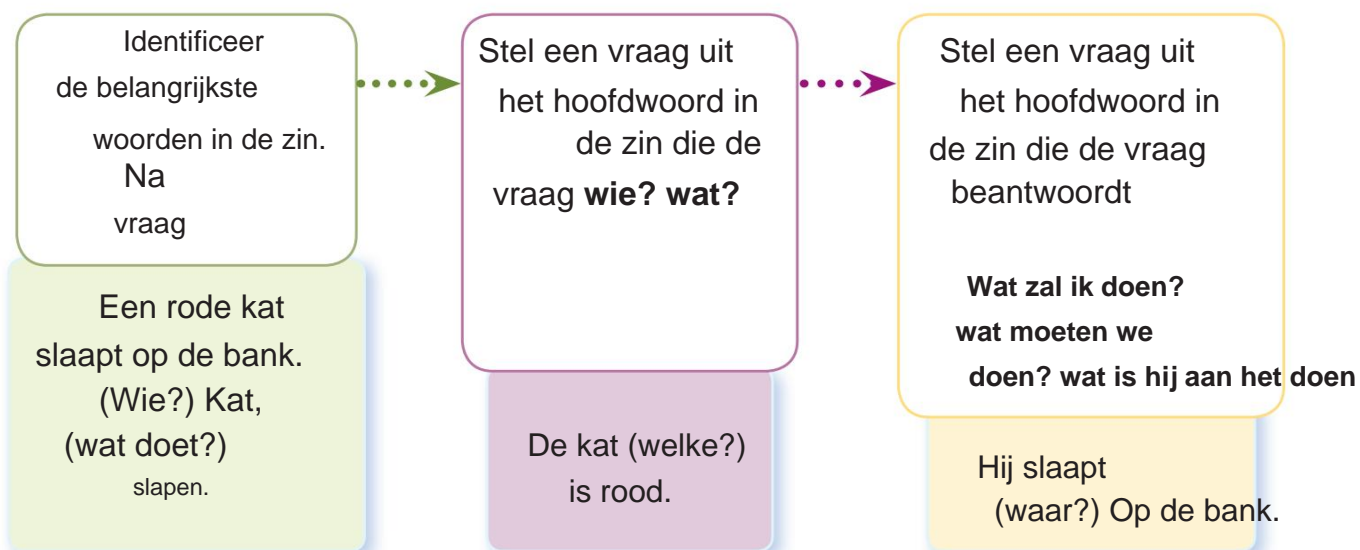 Identificeer
de belangrijkste
woorden in de zin.
Na
vraag
Een rode kat
slaapt op de bank.
(Wie?) Kat,
(wat doet?)
slapen.
Stel een vraag uit
het hoofdwoord in
de zin die de
vraag wie? wat?
De kat (welke?)
is rood.
Stel een vraag uit
het hoofdwoord in
de zin die de vraag
beantwoordt
Wat zal ik doen?
wat moeten we
doen? wat is hij aan het doen
Hij slaapt
(waar?) Op de bank.